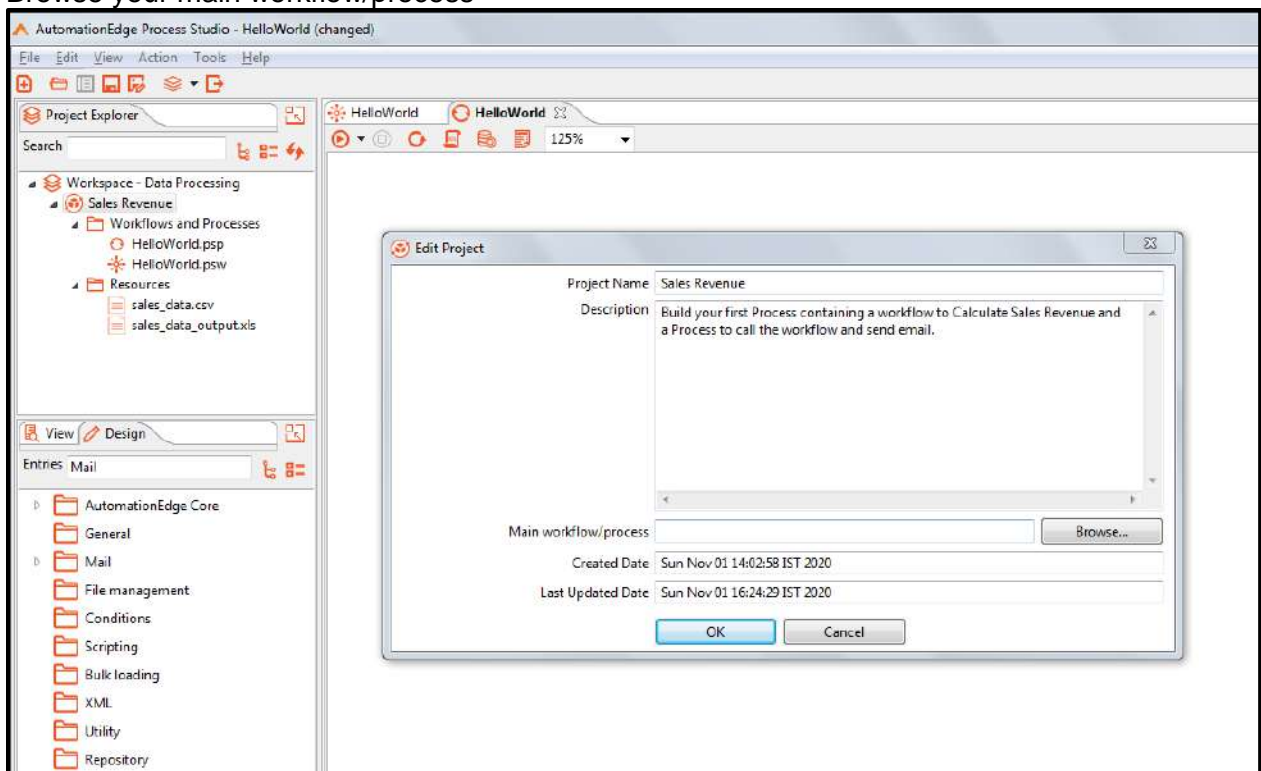 Browse your main workflow/process
AutomationEdge Process Studio - HelloWorld (changed)
File Edit View Action Tools Help
Project Explorer
Search
Workspace - Data Processing
Sales Revenue
Workflows and Processes
HelloWorld.psp
HelloWorld.psw
Resources
sales_data.csv
sales_data_output.xls
View Design
Entries Mail
AutomationEdge Core
General
Mail
File management
Conditions
Scripting
Bulk loading
XML
Utility
Repository
HelloWorld HelloWorld
125%
Edit Project
Project Name Sales Revenue
Description Build your first Process containing a workflow to Calculate Sales Revenue and
a Process to call the workflow and send email.
Main workflow/process Browse...
Created Date Sun Nov 01 14:02:58 IST 2020
Last Updated Date Sun Nov 01 16:24:29 IST 2020
OK Cancel